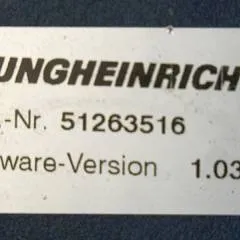 UNGHEINRICH
.-Nr. 51263516
ware-Version 1.03